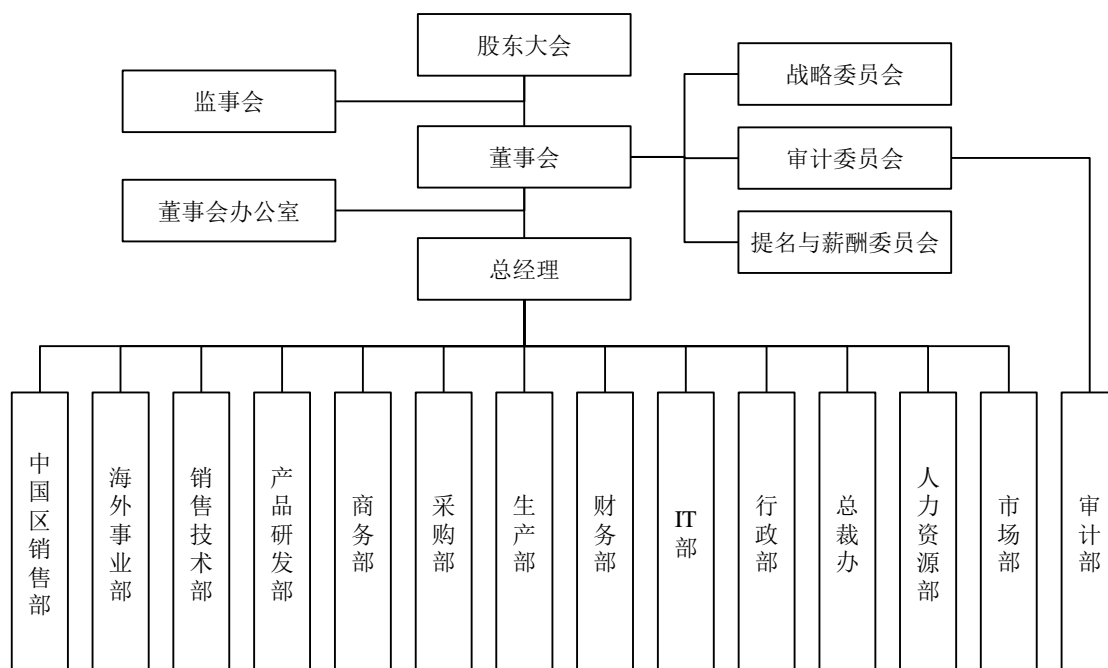 股东大会
战略委员会
监事会
董事会
审计委员会
董事会办公室
提名与薪酬委员会
总经理
中国区销售部
海外事业部
销售技术部
产品研发部
商务部
采购部
生产部
财务部
IT部
行政部
总裁办
人力资源部
市场部
审计部